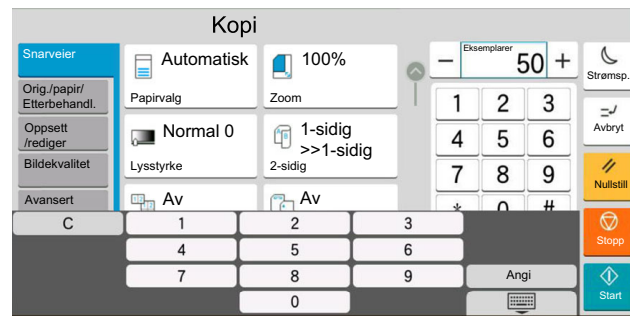 Kopi
Snarveier
Orig./papir/
Etterbehandl.
Oppsett
/rediger
Bildekvalitet
Avansert
Automatisk
Papirvalg
100%
Zoom
Normal 0
Lysstyrke
1-sidig
>>1-sidig
2-sidig
Av
Av
Eksemplarer
− 50 +
1 2 3
4 5 6
7 8 9
* 0 #
Strømsp.
Avbryt
Nullstill
Stopp
Start
C 1 2 3
4 5 6
7 8 9
0
Angi